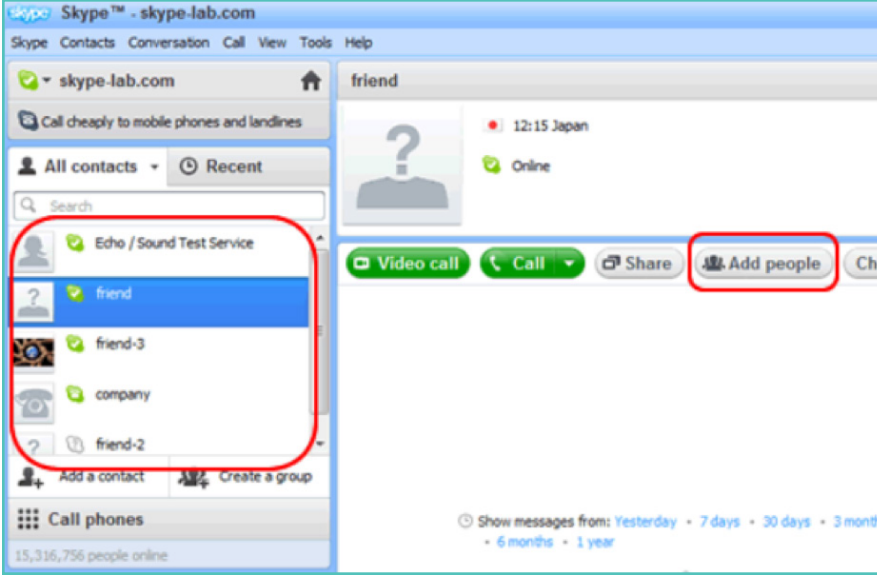 skype Skype™ - skype-lab.com
Skype Contacts Conversation Call View Tools Help
skype-lab.com
Call cheaply to mobile phones and landlines
All contacts Recent
Search
Echo / Sound Test Service
friend
friend-3
company
friend-2
Add a contact Create a group
Call phones
15,316,756 people online
friend
12:15 Japan
Online
Video call Call Share Add people Ch
Show messages from: Yesterday • 7 days • 30 days • 3 month
• 6 months • 1 year